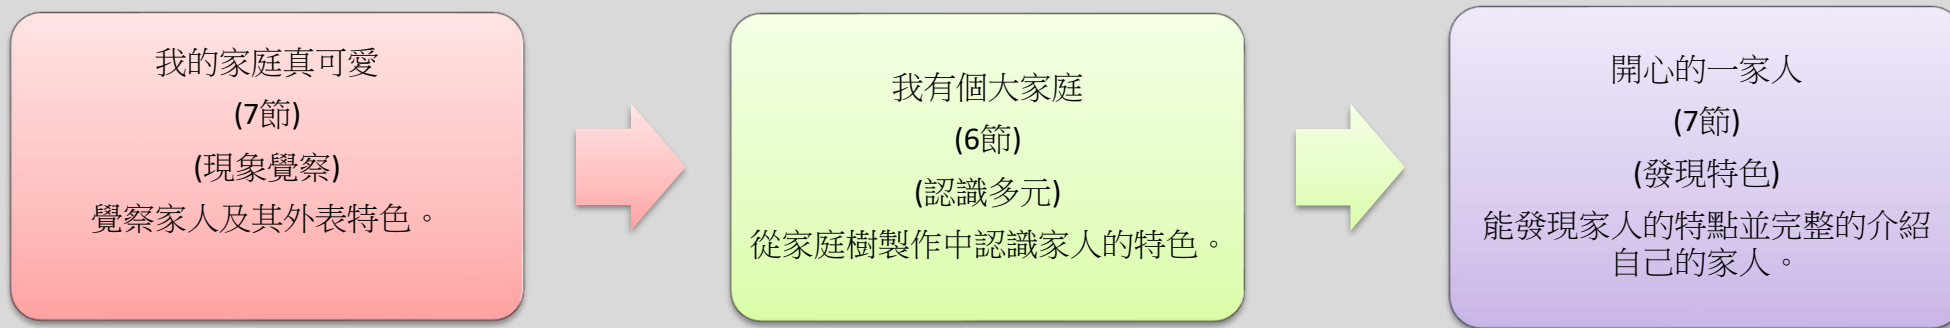 我的家庭真可愛
(7節)
(現象覺察)
覺察家人及其外表特色。
我有個大家庭
(6節)
(認識多元)
從家庭樹製作中認識家人的特色。
開心的一家人
(7節)
(發現特色)
能發現家人的特點並完整的介紹
自己的家人。